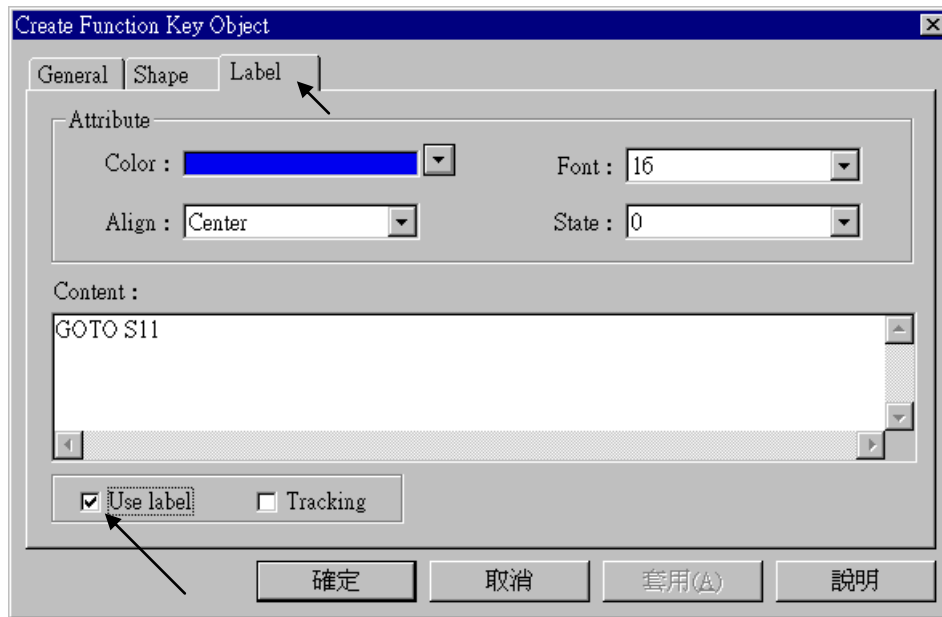 Create Function Key Object
General Shape Label
Attribute
Color : Font : 16
Align : Center State : 0
Content :
GOTO S11
Use label Tracking
確定 取消 套用(A) 說明